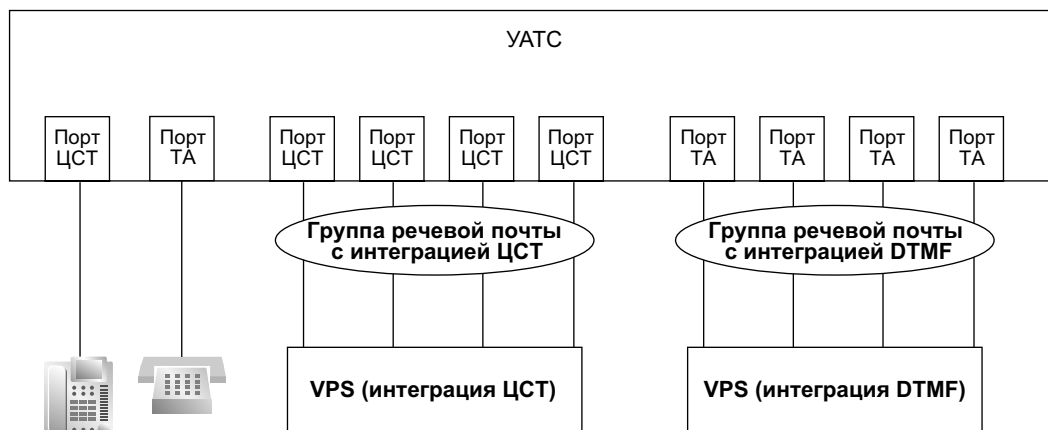 УАТС
Порт ЦСТ
Порт ТА
Порт ЦСТ
Порт ЦСТ
Порт ЦСТ
Порт ЦСТ
Порт ТА
Порт ТА
Порт ТА
Порт ТА
Группа речевой почты
с интеграцией ЦСТ
Группа речевой почты
с интеграцией DTMF
VPS (интеграция ЦСТ)
VPS (интеграция DTMF)